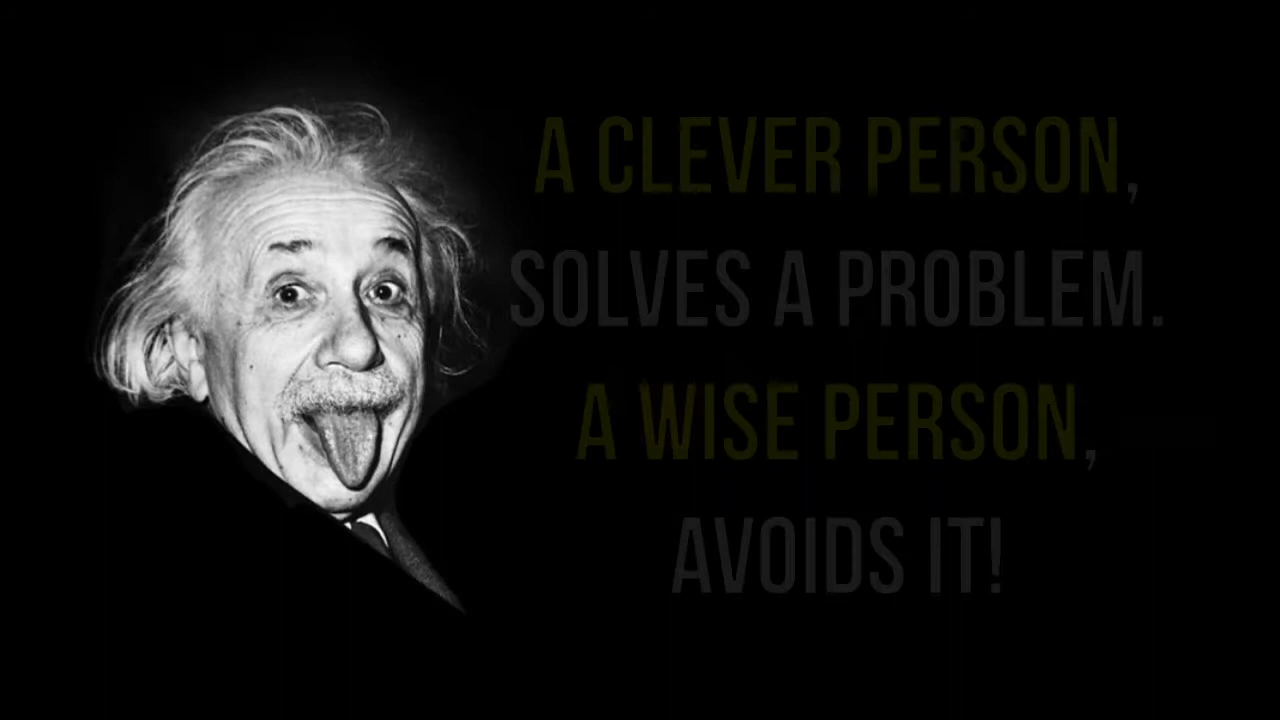 A CLEVER PERSON,
SOLVES A PROBLEM.
A WISE PERSON,
AVOIDS IT!